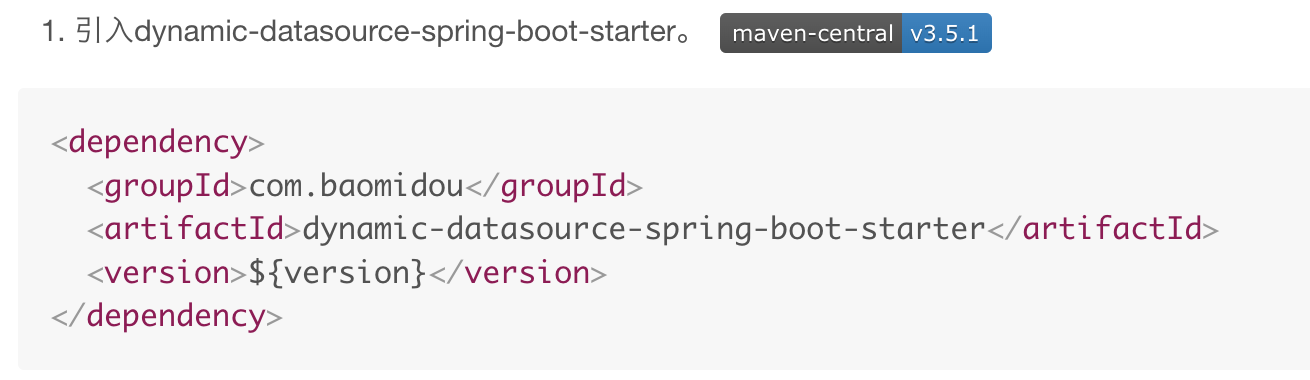 1. 引入dynamic-datasource-spring-boot-starter。 maven-central v3.5.1
<dependency>
  <groupId>com.baomidou</groupId>
  <artifactId>dynamic-datasource-spring-boot-starter</artifactId>
  <version>${version}</version>
</dependency>